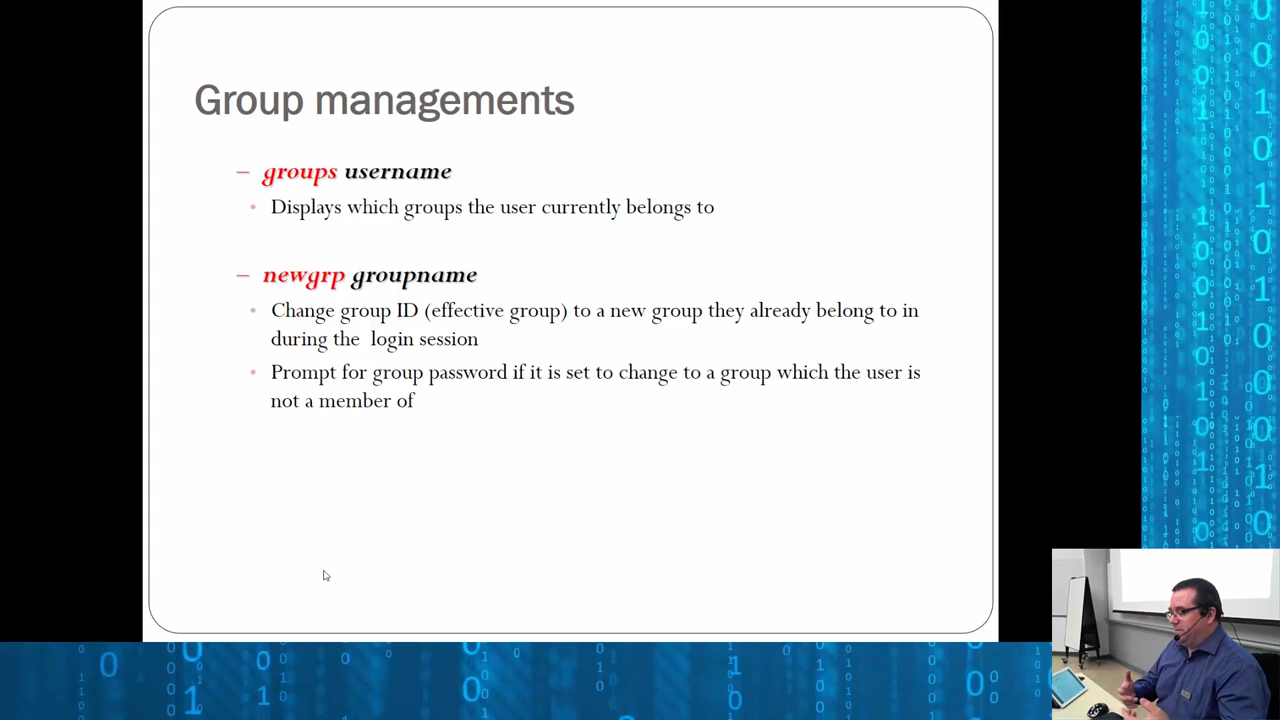 Group managements
– groups username
• Displays which groups the user currently belongs to
– newgrp groupname
• Change group ID (effective group) to a new group they already belong to in
during the login session
• Prompt for group password if it is set to change to a group which the user is
not a member of